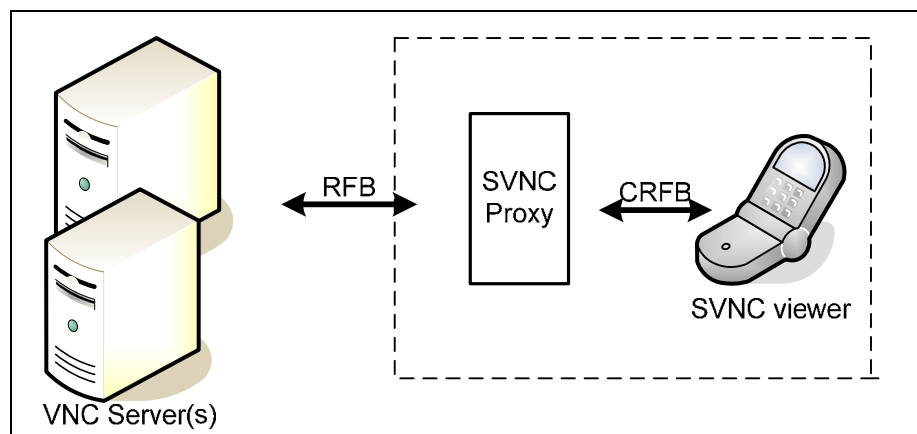 RFB
SVNC
Proxy
CRFB
SVNC viewer
VNC Server(s)